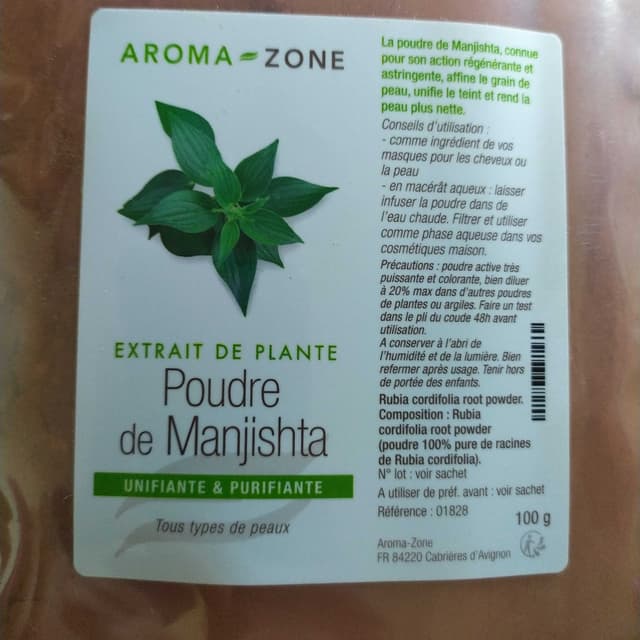 AROMA-ZONE
EXTRAIT DE PLANTE
Poudre
de Manjishta
UNIFIANTE & PURIFIANTE
Tous types de peaux
La poudre de Manjishta, connue
pour son action régénérante et
astringente, affine le grain de
peau, unifie le teint et rend la
peau plus nette.
Conseils d'utilisation :
- comme ingrédient de vos
masques pour les cheveux ou
la peau
- en macérât aqueux : laisser
infuser la poudre dans de
l'eau chaude. Filtrer et utiliser
comme phase aqueuse dans vos
cosmétiques maison.
Précautions : poudre active très
puissante et colorante, bien diluer
à 20% max dans d'autres poudres
de plantes ou argiles. Faire un test
dans le pli du coude 48h avant
utilisation.
A conserver à l'abri de
l'humidité et de la lumière. Bien
refermer après usage. Tenir hors
de portée des enfants.
Rubia cordifolia root powder.
Composition : Rubia
cordifolia root powder
(poudre 100% pure de racines
de Rubia cordifolia).
N° lot : voir sachet
A utiliser de préf. avant : voir sachet
Référence : 01828
100 g
Aroma-Zone
FR 84220 Cabrières d'Avignon